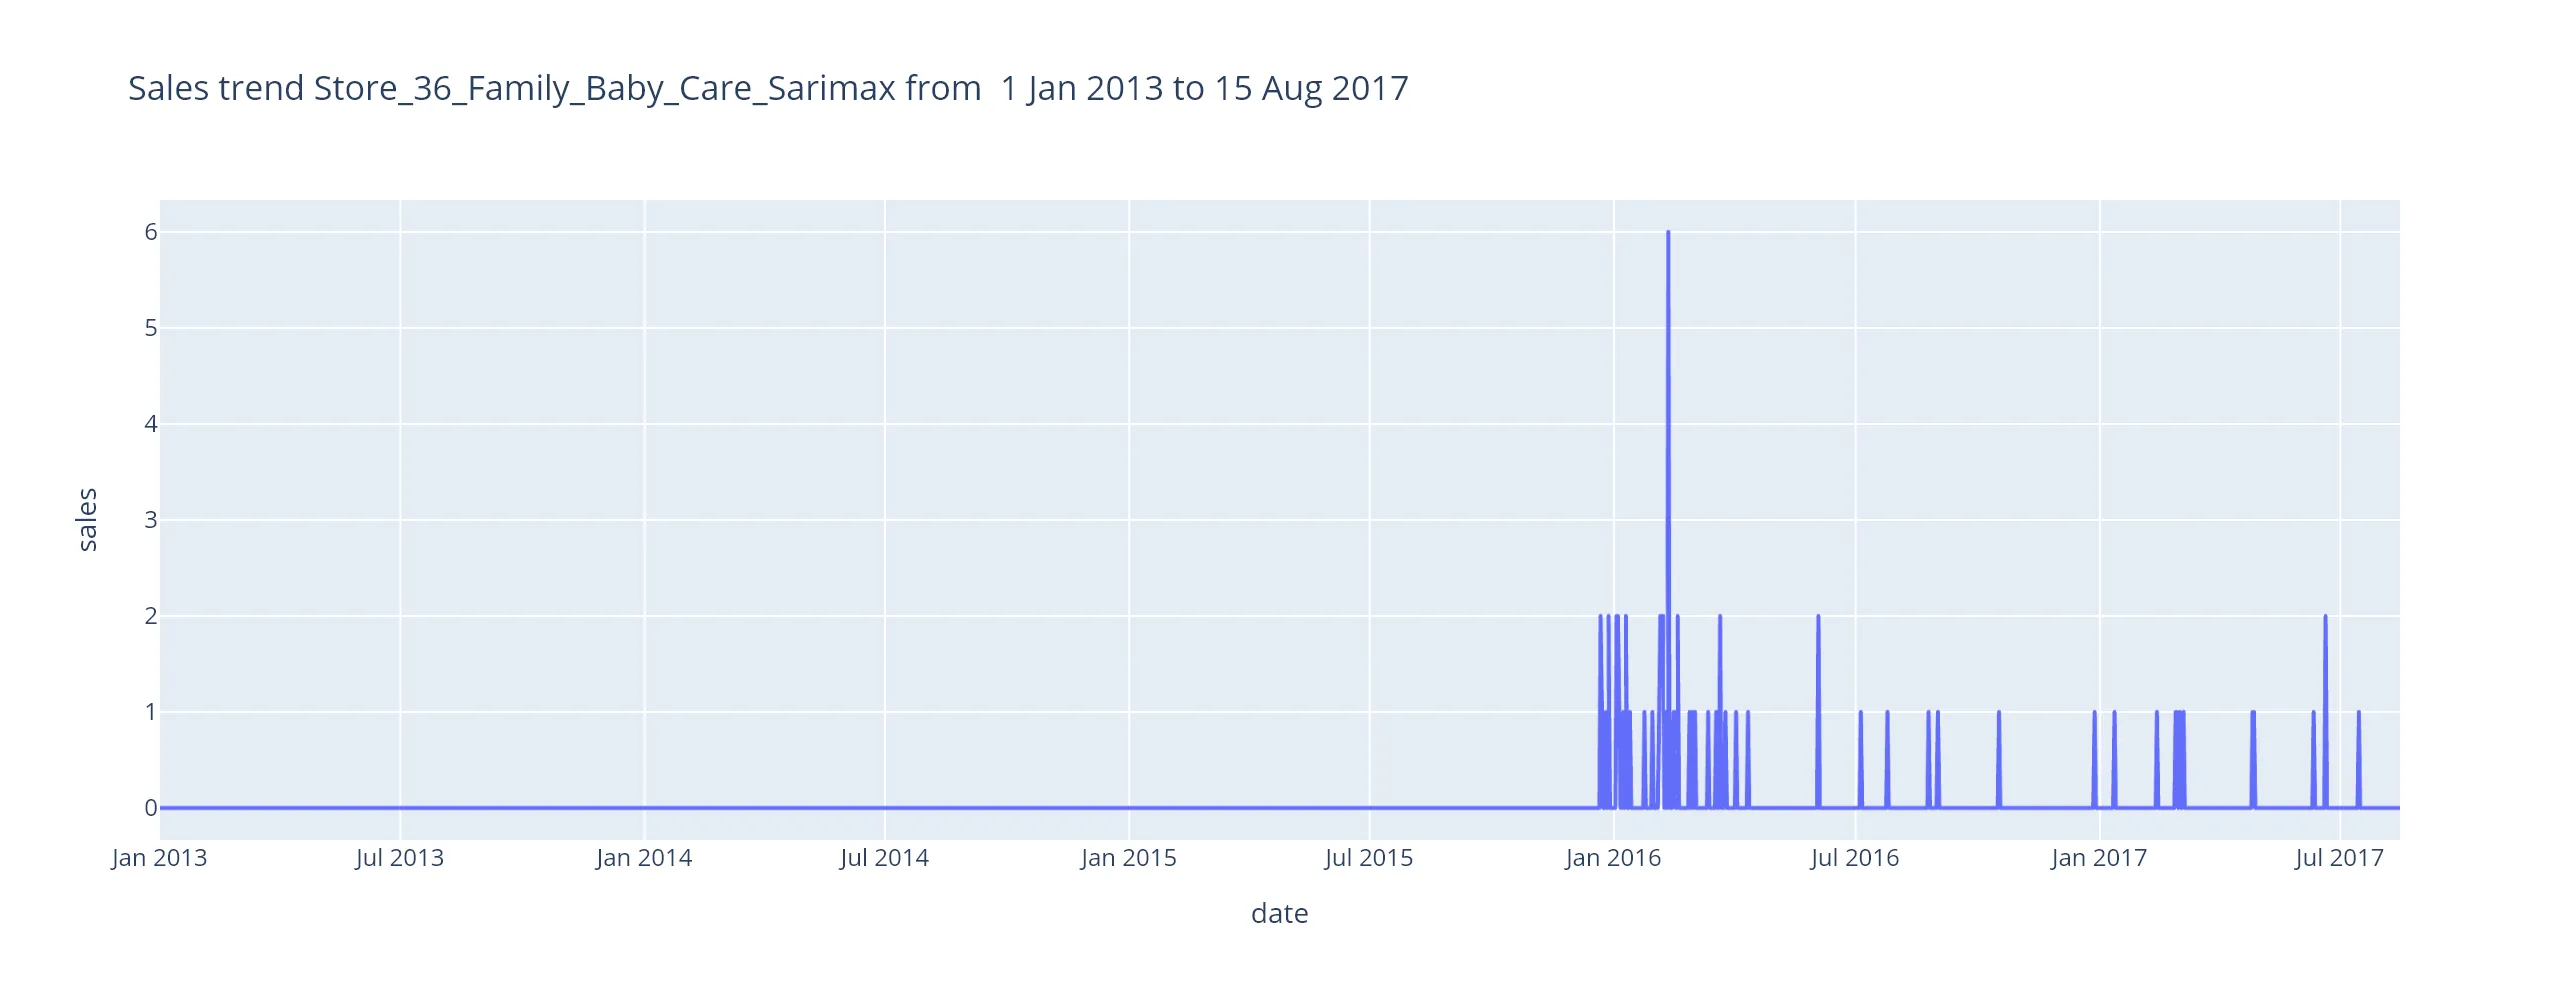 Sales trend Store_36_Family_Baby_Care_Sarimax from  1 Jan 2013 to 15 Aug 2017
6
5
4
3
2
1
0
sales
Jan 2013 Jul 2013 Jan 2014 Jul 2014 Jan 2015 Jul 2015 Jan 2016 Jul 2016 Jan 2017 Jul 2017
date